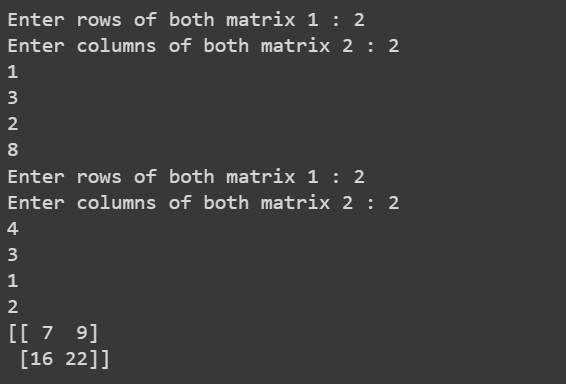 Enter rows of both matrix 1 : 2
Enter columns of both matrix 2 : 2
1
3
2
8
Enter rows of both matrix 1 : 2
Enter columns of both matrix 2 : 2
4
3
1
2
[[ 7  9]
 [16 22]]